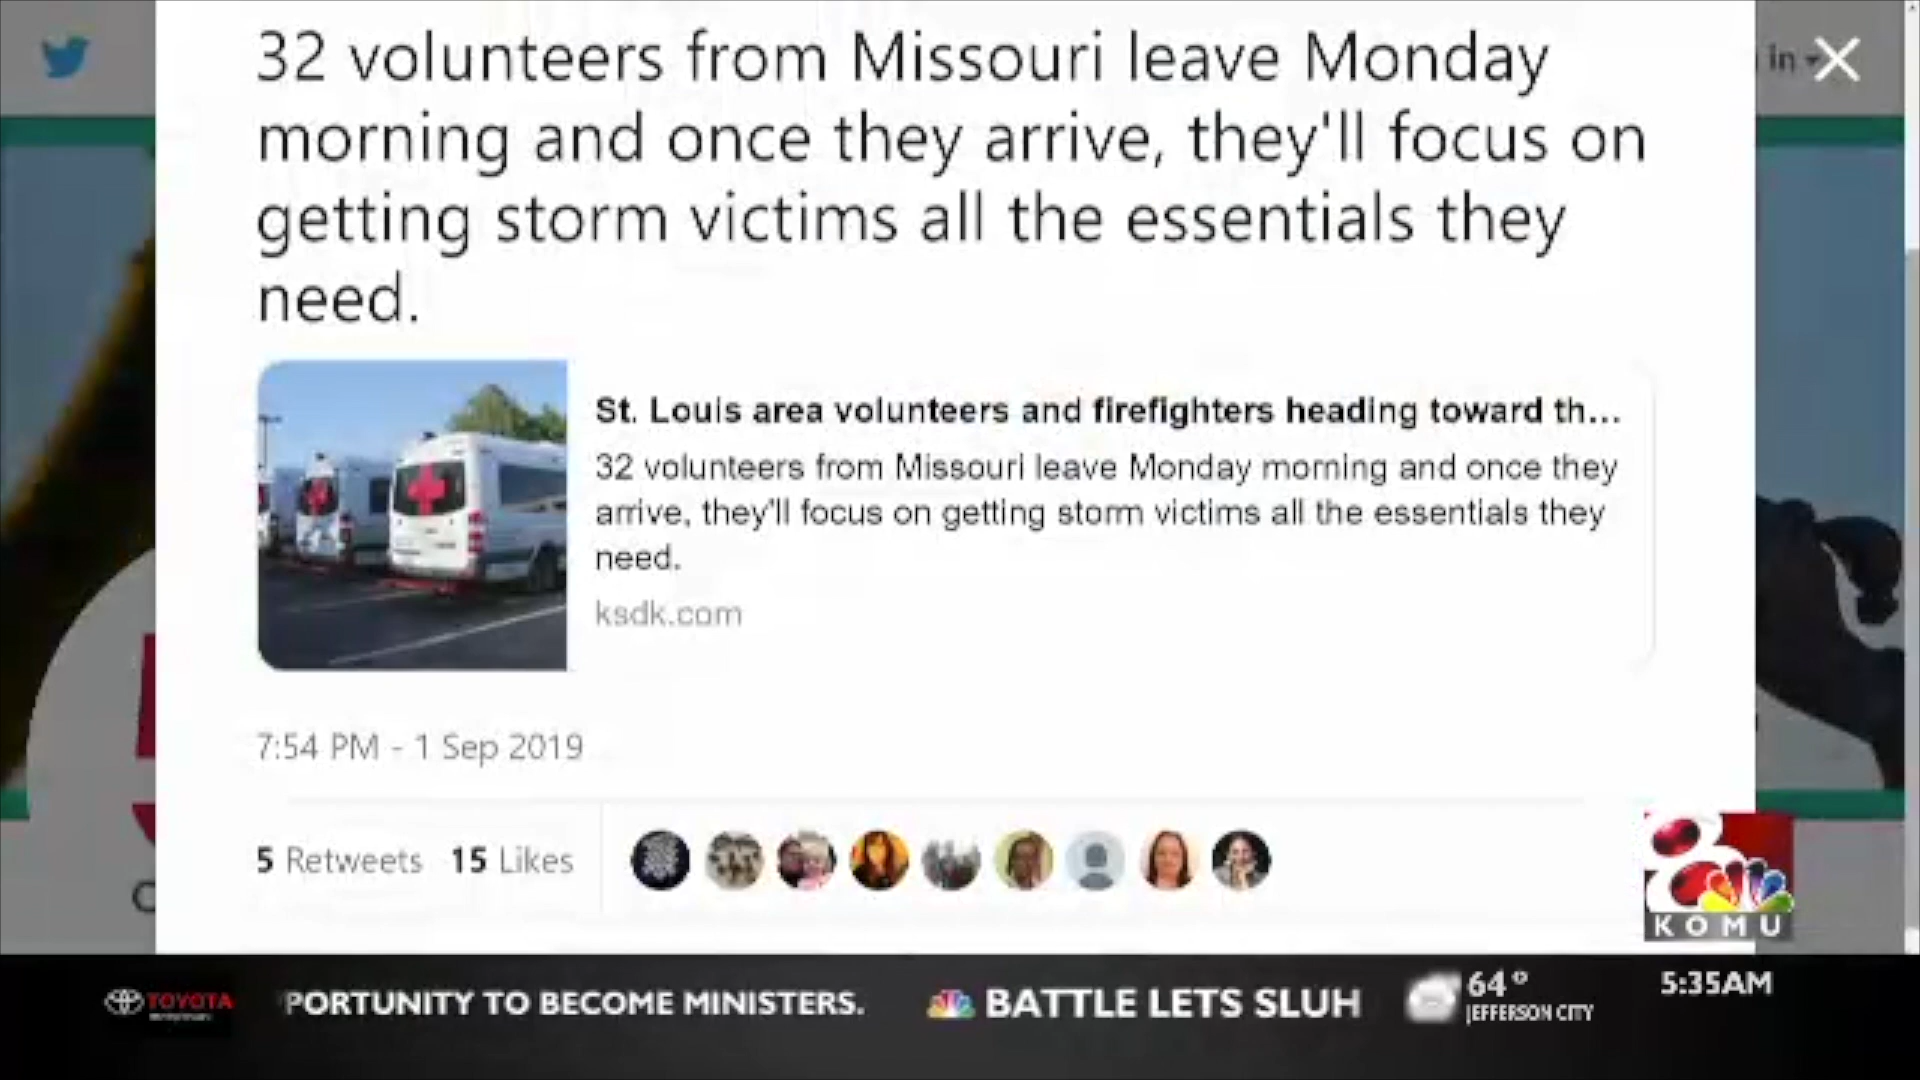 32 volunteers from Missouri leave Monday
in
morning and once they arrive, they'll focus on
getting storm victims all the essentials they
need.
St. Louis area volunteers and firefighters heading toward th...
32 volunteers from Missouri leave Monday morning and once they
arrive, they'll focus on getting storm victims all the essentials they
need.
ksdk.com
7:54 PM - 1 Sep 2019
5 Retweets 15 Likes
8
KOMU
TOYOTA
PORTUNITY TO BECOME MINISTERS.
BATTLE LETS SLUH
64°
JEFFERSON CITY
5:35AM